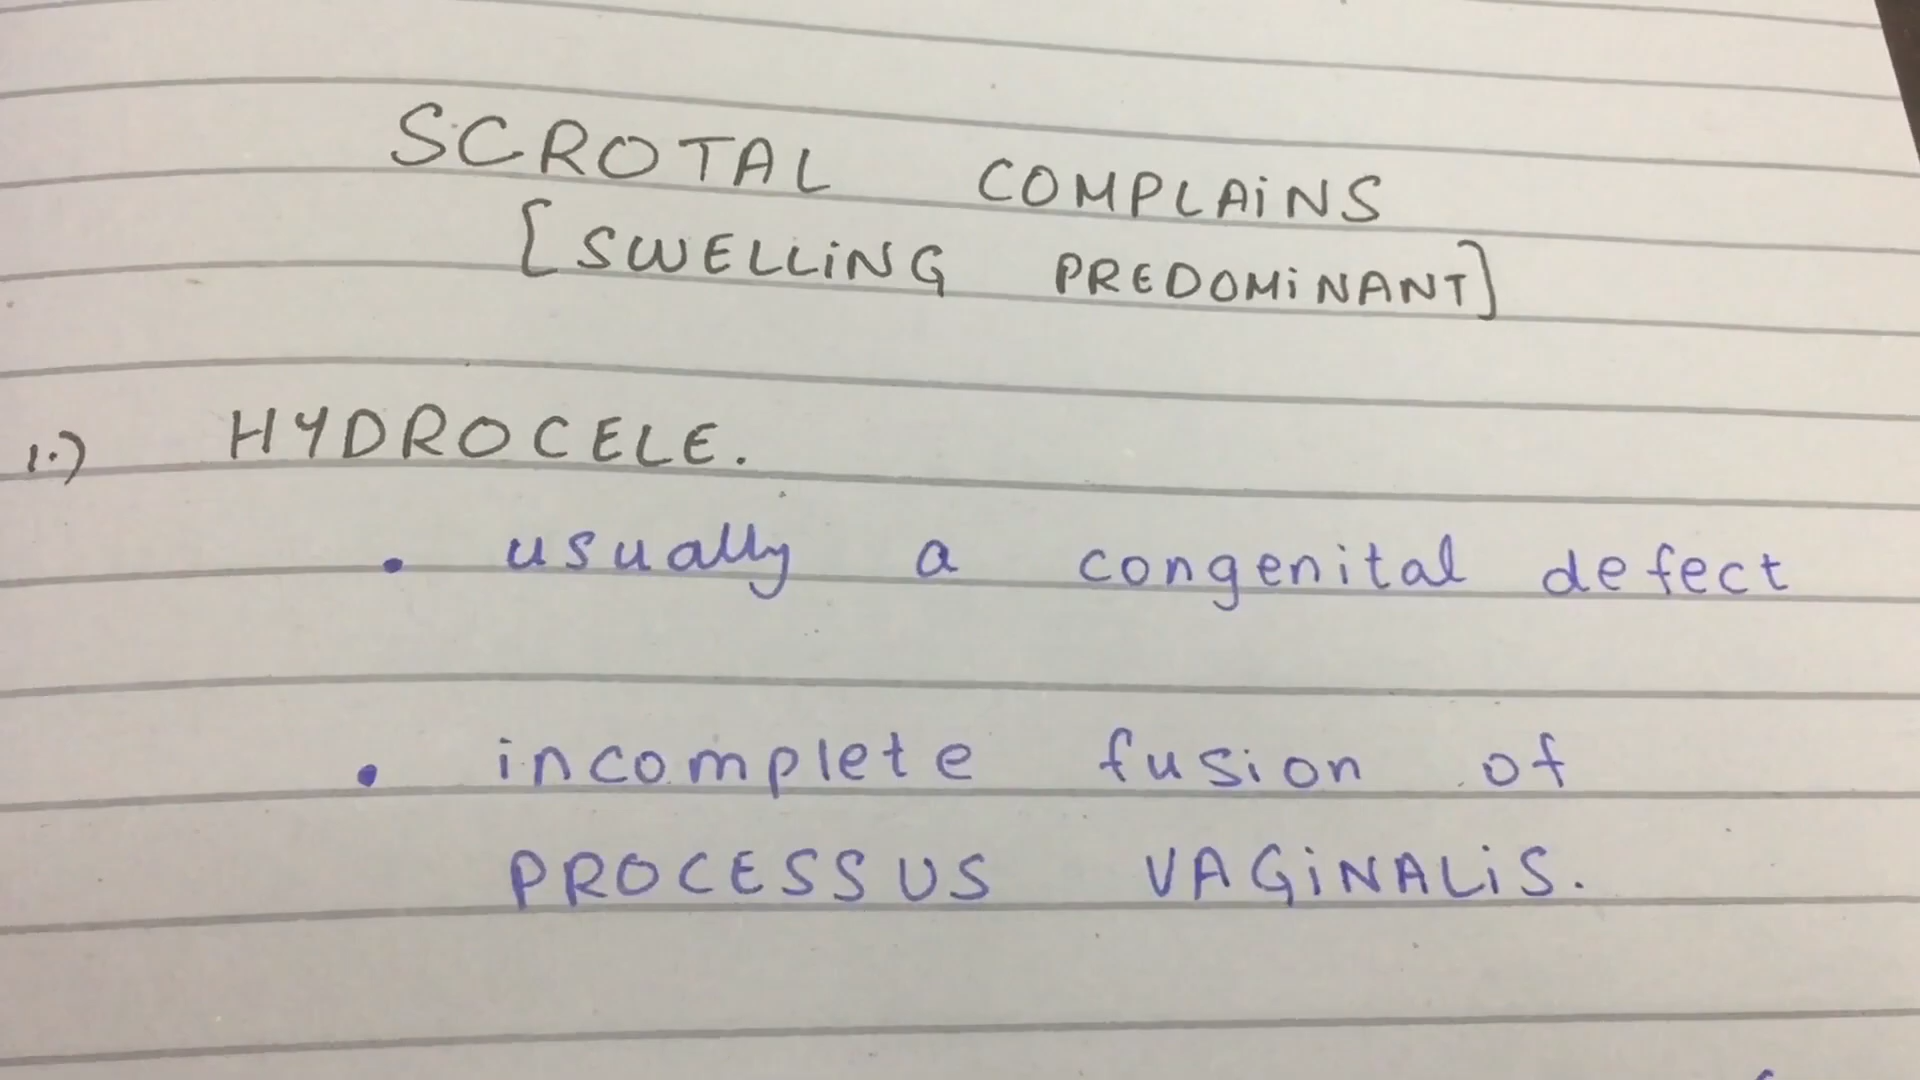 SCROTAL COMPLAINS
[SWELLING PREDOMINANT]
1.) HYDROCELE.
• usually a congenital defect
• incomplete fusion of
PROCESSUS VAGINALIS.